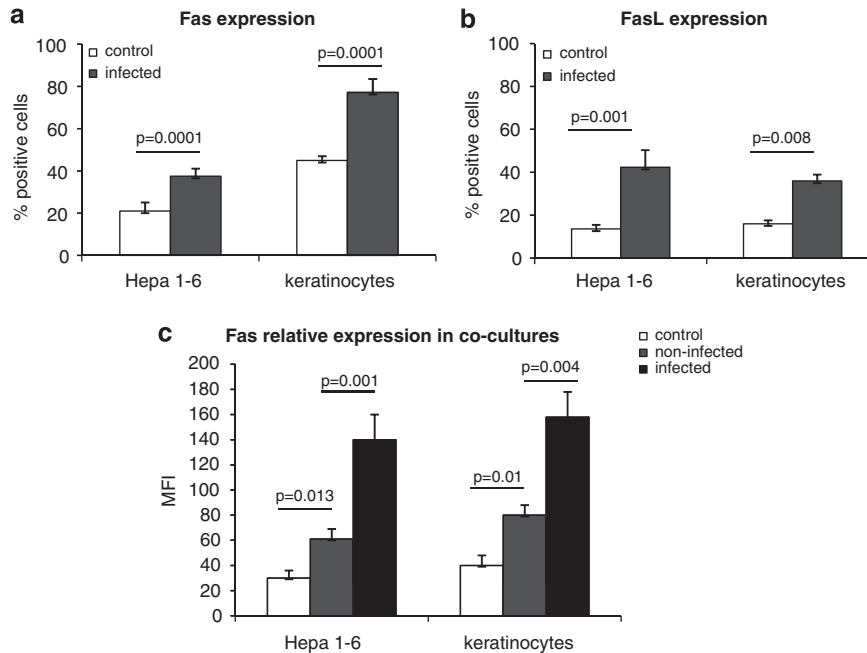 a
Fas expression
100
80
60
40
20
0
% positive cells
control
infected
p=0.0001
p=0.0001
Hepa 1-6
keratinocytes
b
FasL expression
100
80
60
40
20
0
% positive cells
control
infected
p=0.001
p=0.008
Hepa 1-6
keratinocytes
c
Fas relative expression in co-cultures
control
non-infected
infected
200
180
160
140
120
100
80
60
40
20
0
MFI
p=0.013
p=0.001
p=0.01
p=0.004
Hepa 1-6
keratinocytes